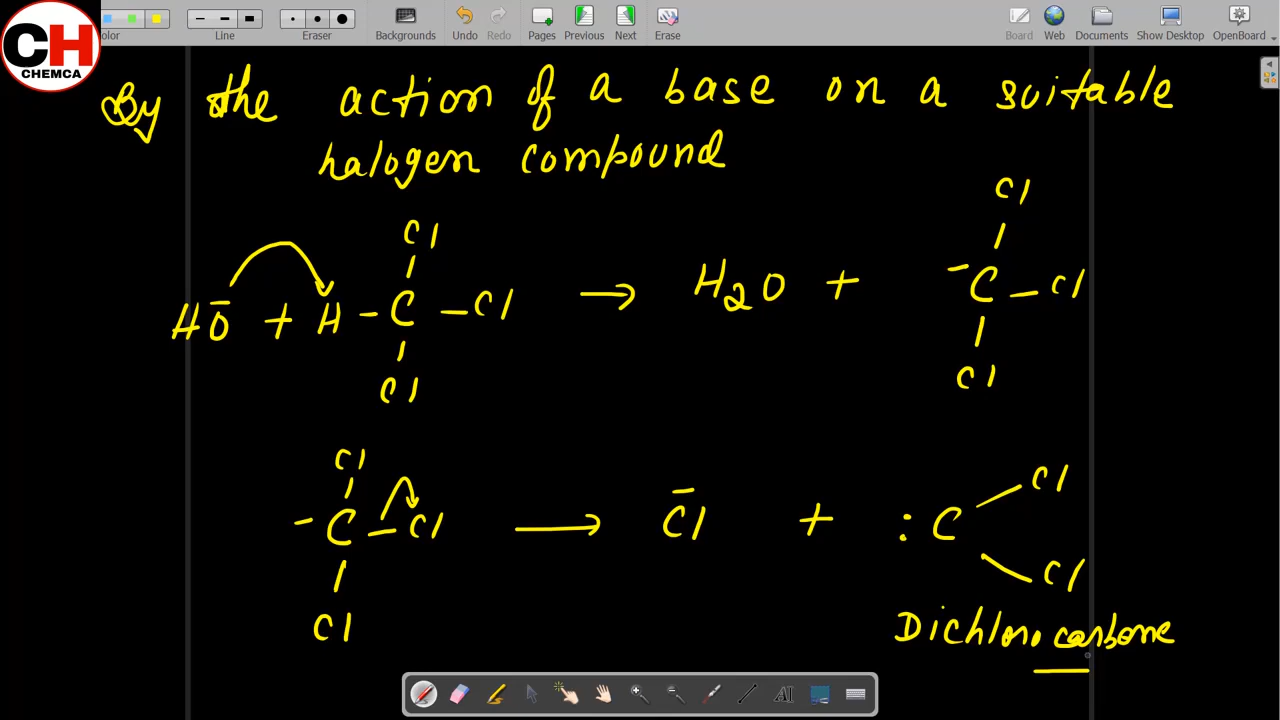 CH
CHEMCA
Color
Line
Eraser
Backgrounds
Undo
Redo
Pages
Previous
Next
Erase
Board
Web
Documents
Show Desktop
OpenBoard
By the action of a base on a suitable
halogen compound
Cl
HO⁻ + H – C – Cl → H2O + ⁻C – Cl
Cl
Cl
Cl
Cl
⁻C – Cl ⟶ Cl⁻ + :C
Cl
Cl
Cl
Cl
Dichloro carbene
AI